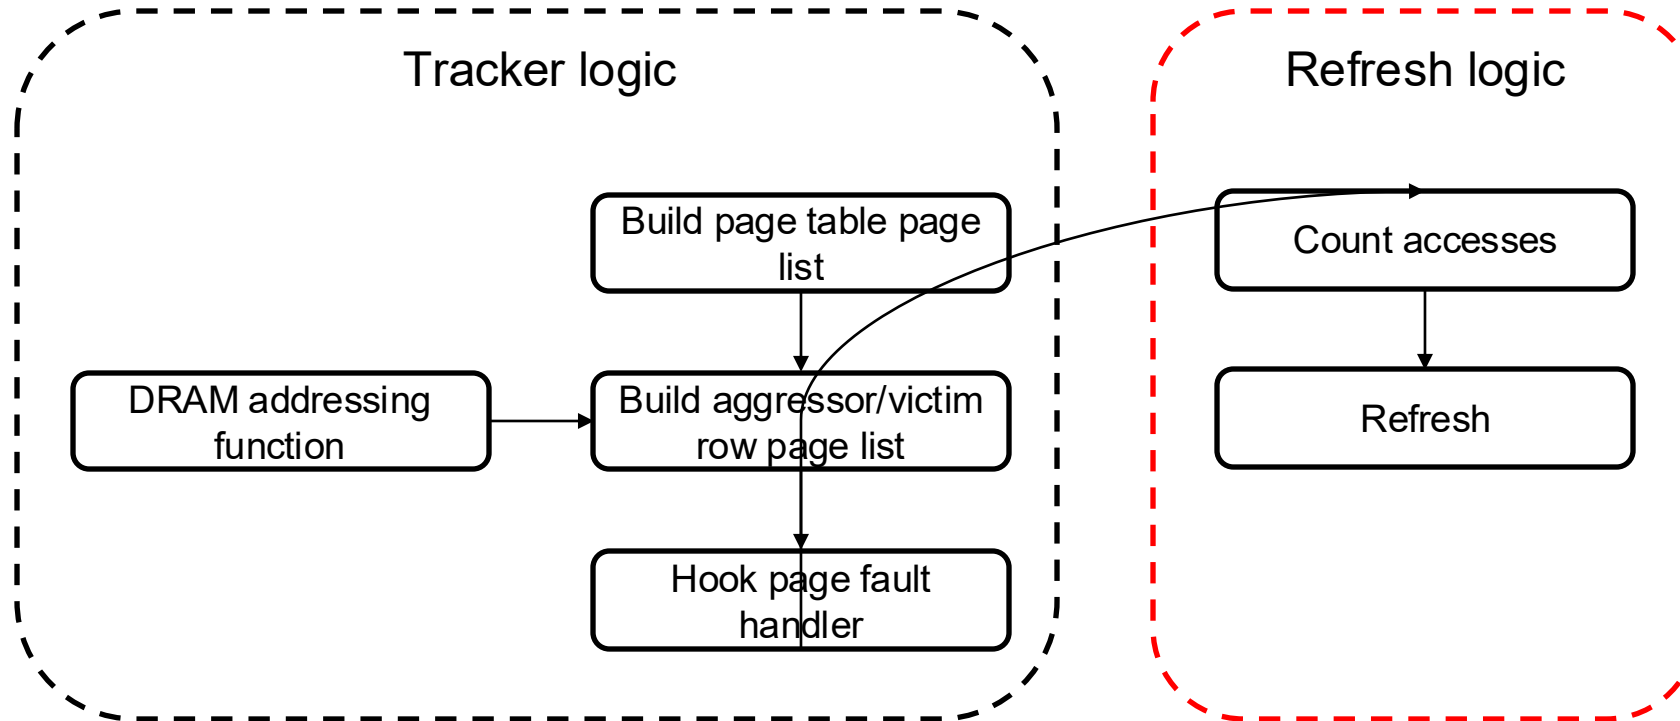 Tracker logic
Refresh logic
Build page table page
list
Count accesses
DRAM addressing
function
Build aggressor/victim
row page list
Refresh
Hook page fault
handler